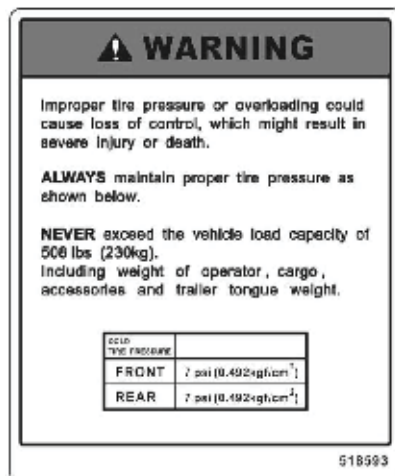 WARNING
Improper tire pressure or overloading could
cause loss of control, which might result in
severe injury or death.
ALWAYS maintain proper tire pressure as
shown below.
NEVER exceed the vehicle load capacity of
506 lbs (230kg).
Including weight of operator, cargo,
accessories and trailer tongue weight.
COLD
TIRE PRESSURE
FRONT 7 psi (0.492kgf/cm²)
REAR 7 psi (0.492kgf/cm²)
518593